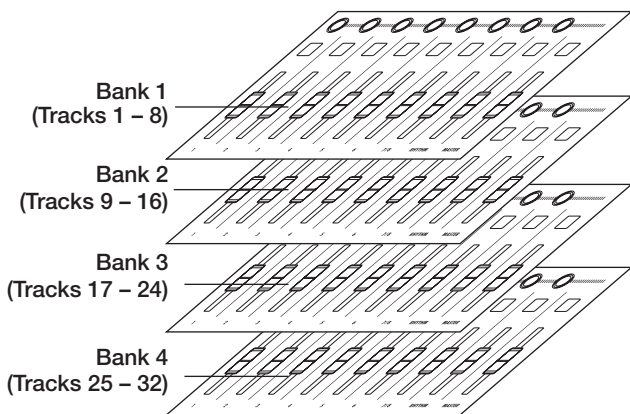 Bank 1
(Tracks 1 – 8)
Bank 2
(Tracks 9 – 16)
Bank 3
(Tracks 17 – 24)
Bank 4
(Tracks 25 – 32)